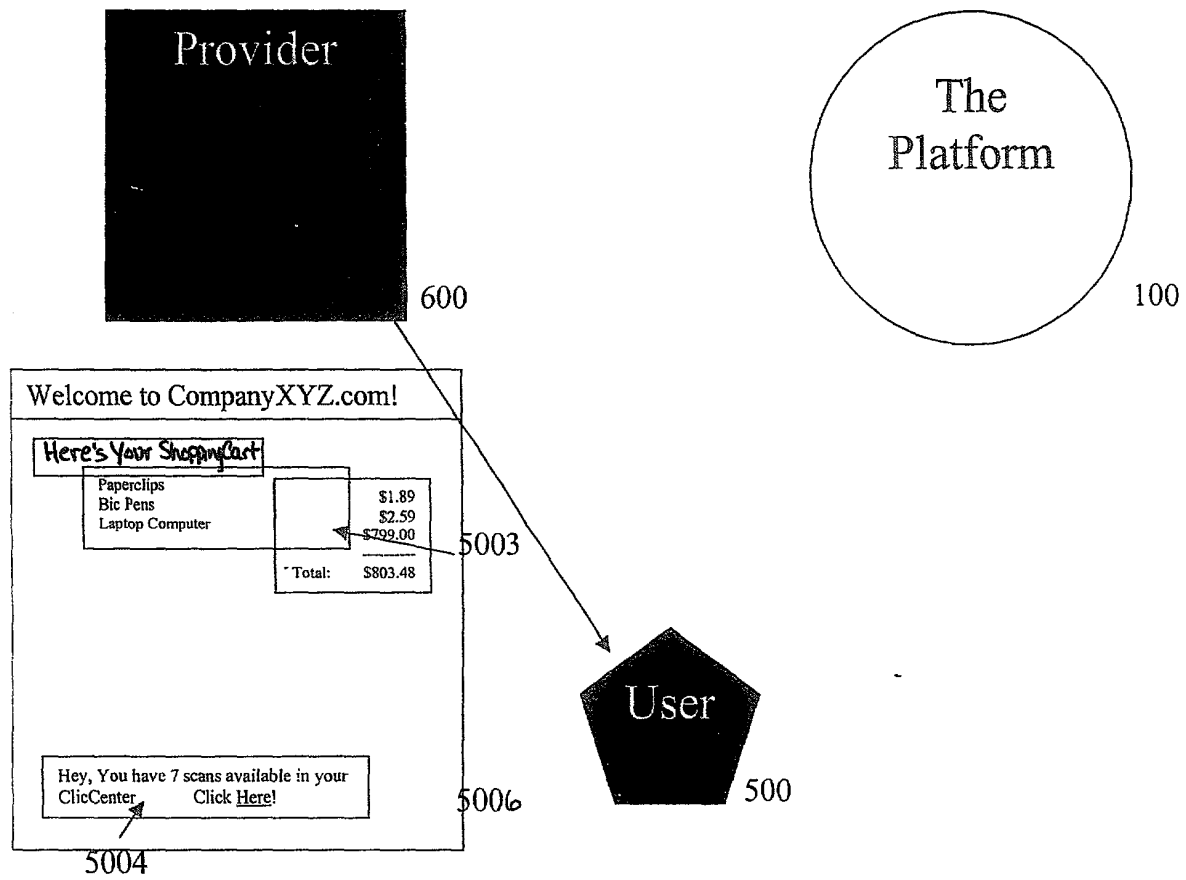 Provider
The
Platform
600
100
Welcome to CompanyXYZ.com!
Here's Your ShoppingCart
Paperclips $1.89
Bic Pens $2.59
Laptop Computer $799.00
5003
Total: $803.48
User
500
Hey, You have 7 scans available in your
ClicCenter Click Here!
5006
5004